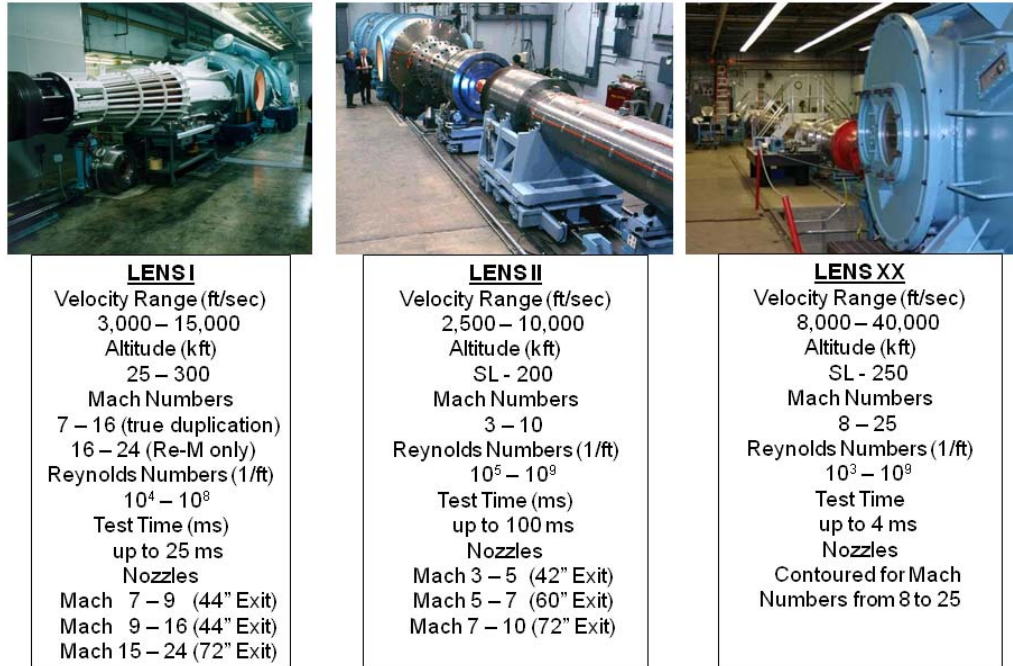 LENS I
Velocity Range (ft/sec)
3,000 – 15,000
Altitude (kft)
25 – 300
Mach Numbers
7 – 16 (true duplication)
16 – 24 (Re-M only)
Reynolds Numbers (1/ft)
10⁴ – 10⁸
Test Time (ms)
up to 25 ms
Nozzles
Mach 7 – 9 (44” Exit)
Mach 9 – 16 (44” Exit)
Mach 15 – 24 (72” Exit)
LENS II
Velocity Range (ft/sec)
2,500 – 10,000
Altitude (kft)
SL - 200
Mach Numbers
3 – 10
Reynolds Numbers (1/ft)
10⁵ – 10⁹
Test Time (ms)
up to 100 ms
Nozzles
Mach 3 – 5 (42” Exit)
Mach 5 – 7 (60” Exit)
Mach 7 – 10 (72” Exit)
LENS XX
Velocity Range (ft/sec)
8,000 – 40,000
Altitude (kft)
SL - 250
Mach Numbers
8 – 25
Reynolds Numbers (1/ft)
10³ – 10⁹
Test Time
up to 4 ms
Nozzles
Contoured for Mach
Numbers from 8 to 25